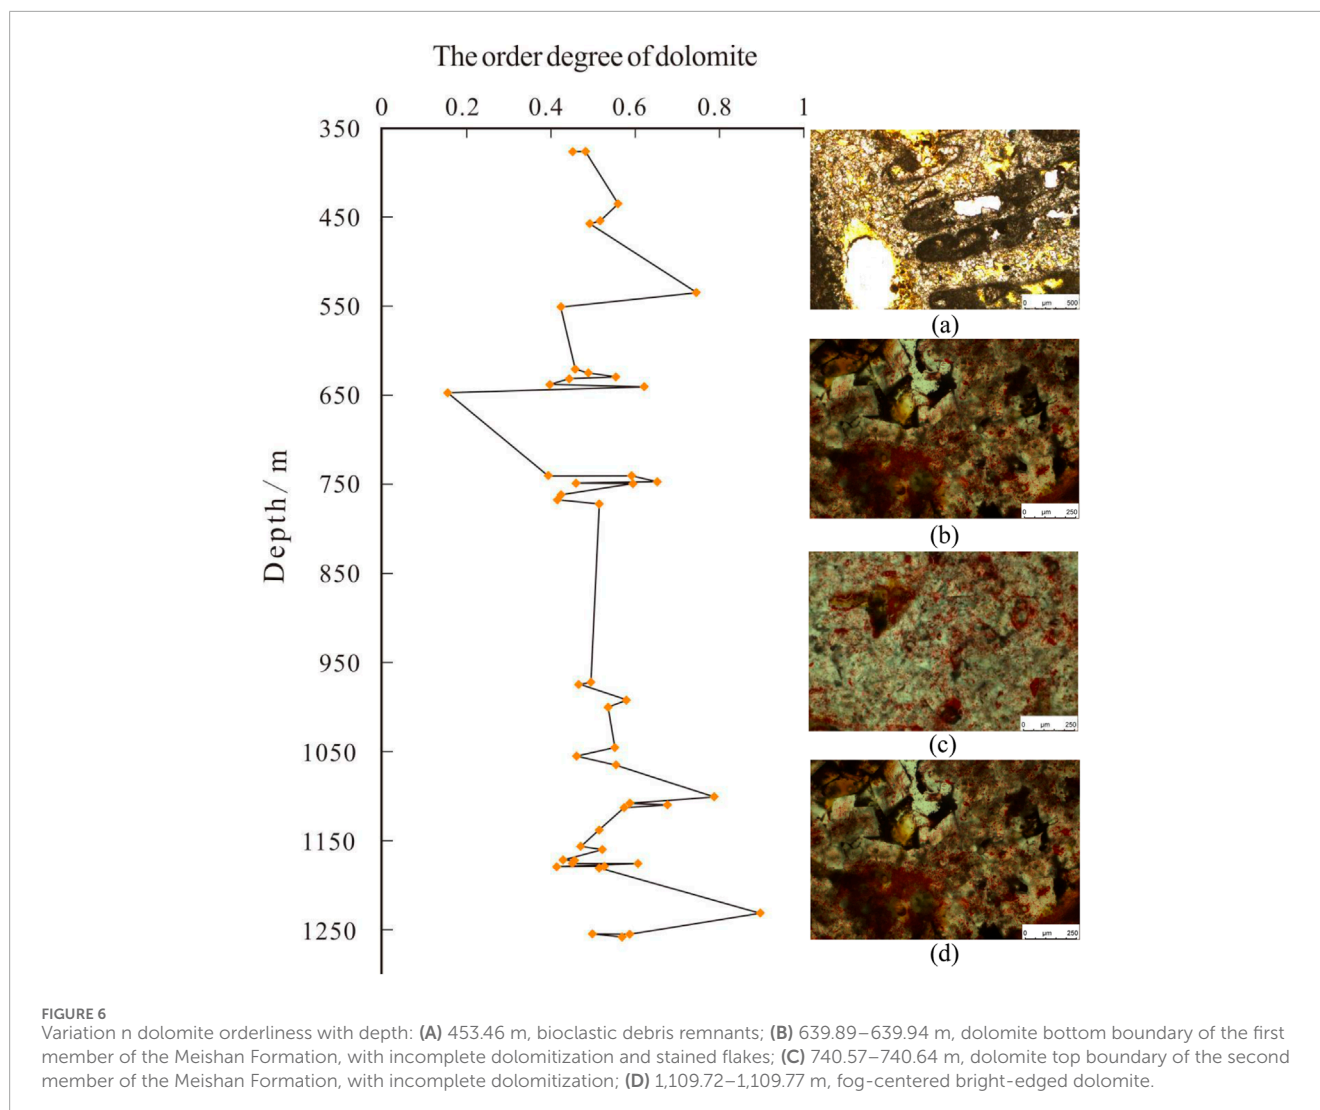 The order degree of dolomite
0 0.2 0.4 0.6 0.8 1
350
450
550
650
750
850
950
1050
1150
1250
Depth/ m
0 μm 500
(a)
0 μm 250
(b)
0 μm 250
(c)
0 μm 250
(d)
FIGURE 6
Variation n dolomite orderliness with depth: (A) 453.46 m, bioclastic debris remnants; (B) 639.89–639.94 m, dolomite bottom boundary of the first
member of the Meishan Formation, with incomplete dolomitization and stained flakes; (C) 740.57–740.64 m, dolomite top boundary of the second
member of the Meishan Formation, with incomplete dolomitization; (D) 1,109.72–1,109.77 m, fog-centered bright-edged dolomite.